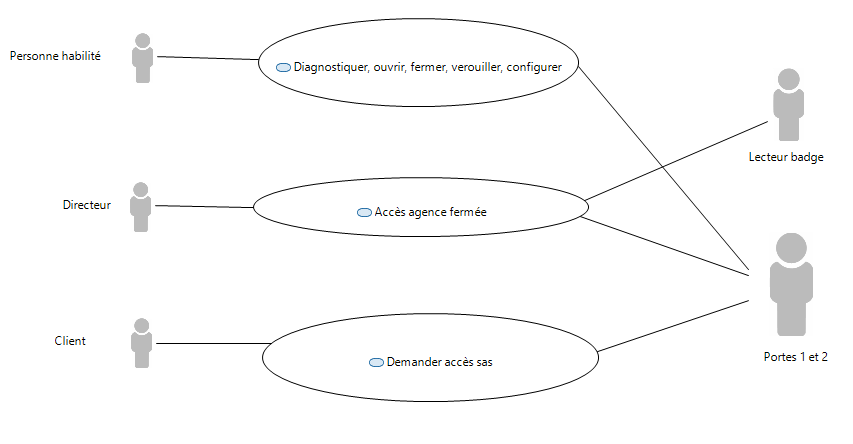 Personne habilité
Diagnostiquer, ouvrir, fermer, verouiller, configurer
Lecteur badge
Directeur
Accès agence fermée
Client
Demander accès sas
Portes 1 et 2